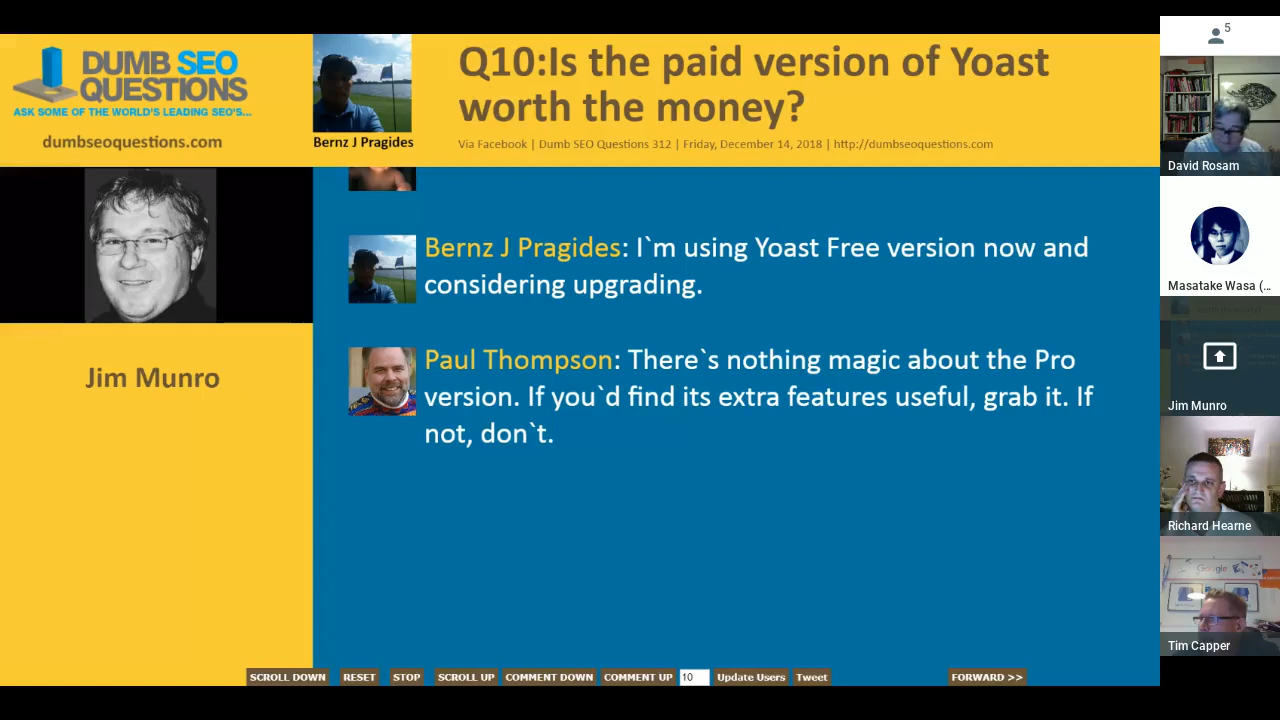 DUMB SEO
QUESTIONS
ASK SOME OF THE WORLD'S LEADING SEO'S...
dumbseoquestions.com
Bernz J Pragides
Q10:Is the paid version of Yoast
worth the money?
Via Facebook | Dumb SEO Questions 312 | Friday, December 14, 2018 | http://dumbseoquestions.com
Jim Munro
Bernz J Pragides: I`m using Yoast Free version now and
considering upgrading.
Paul Thompson: There`s nothing magic about the Pro
version. If you`d find its extra features useful, grab it. If
not, don`t.
SCROLL DOWN RESET STOP SCROLL UP COMMENT DOWN COMMENT UP 10 Update Users Tweet FORWARD >>
5
David Rosam
Masatake Wasa (...
Jim Munro
Richard Hearne
Google
Tim Capper